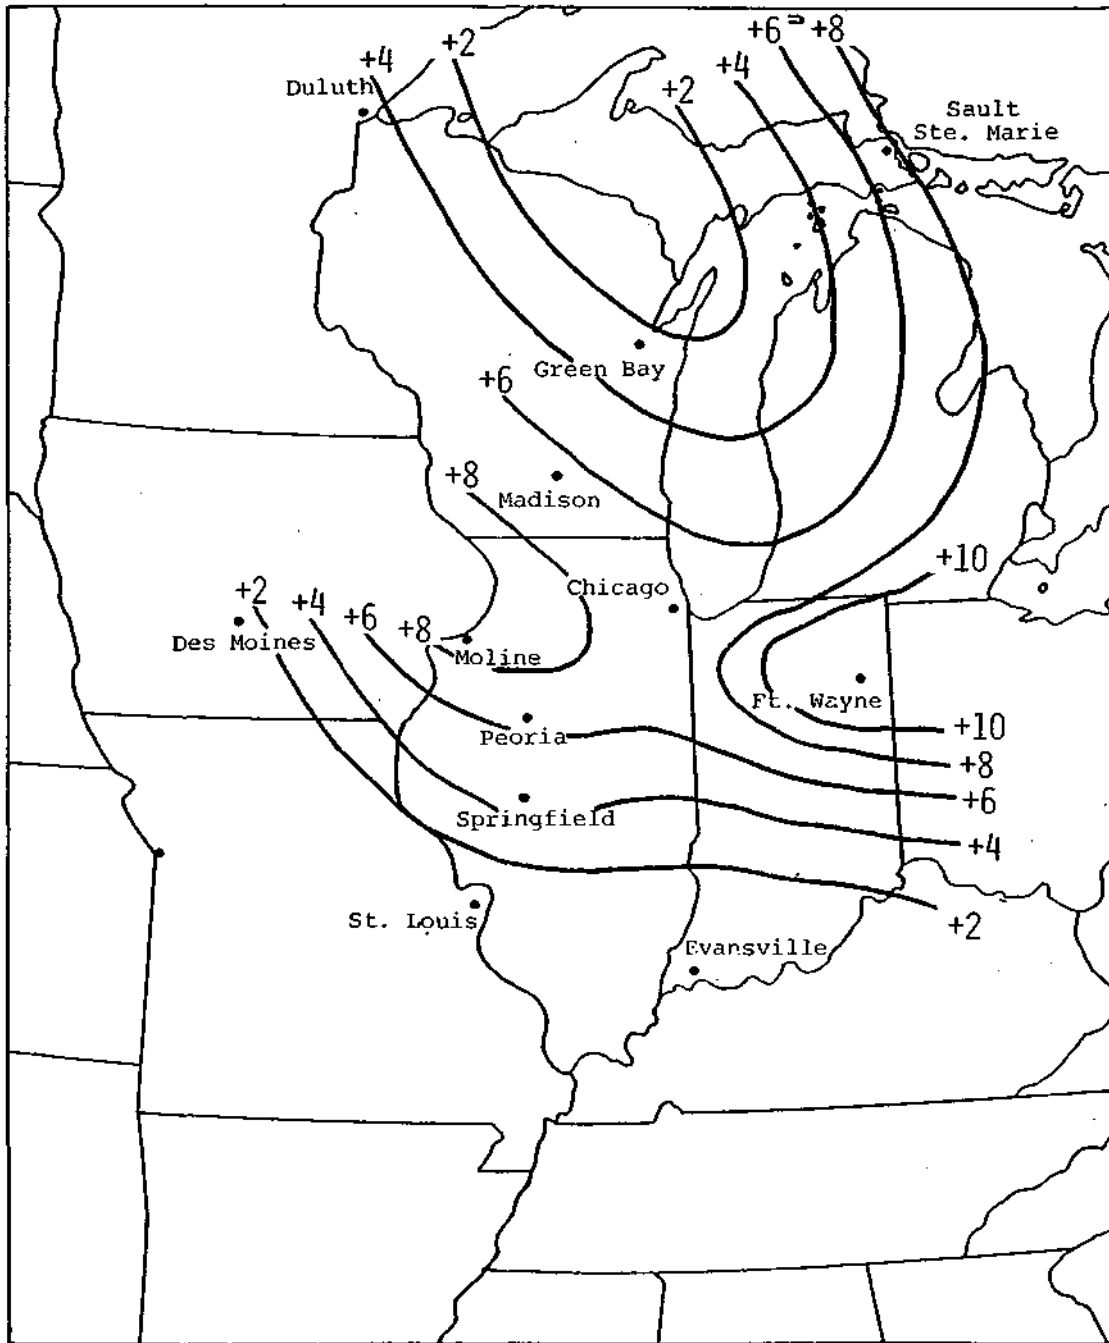 +6 +8
+2
+4
+4
+2
Duluth
Sault
Ste. Marie
Green Bay
+6
+8
Madison
+10
Chicago
+2
+4
+6
+8
Des Moines
Moline
Ft. Wayne
+10
Peoria
+8
+6
Springfield
+4
St. Louis
+2
Evansville